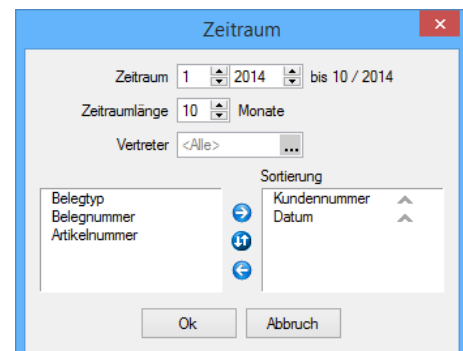 Zeitraum
Zeitraum 1 2014 bis 10 / 2014
Zeitraumlänge 10 Monate
Vertreter <Alle> ...
Sortierung
Belegtyp
Belegnummer
Artikelnummer
Kundennummer
Datum
Ok Abbruch